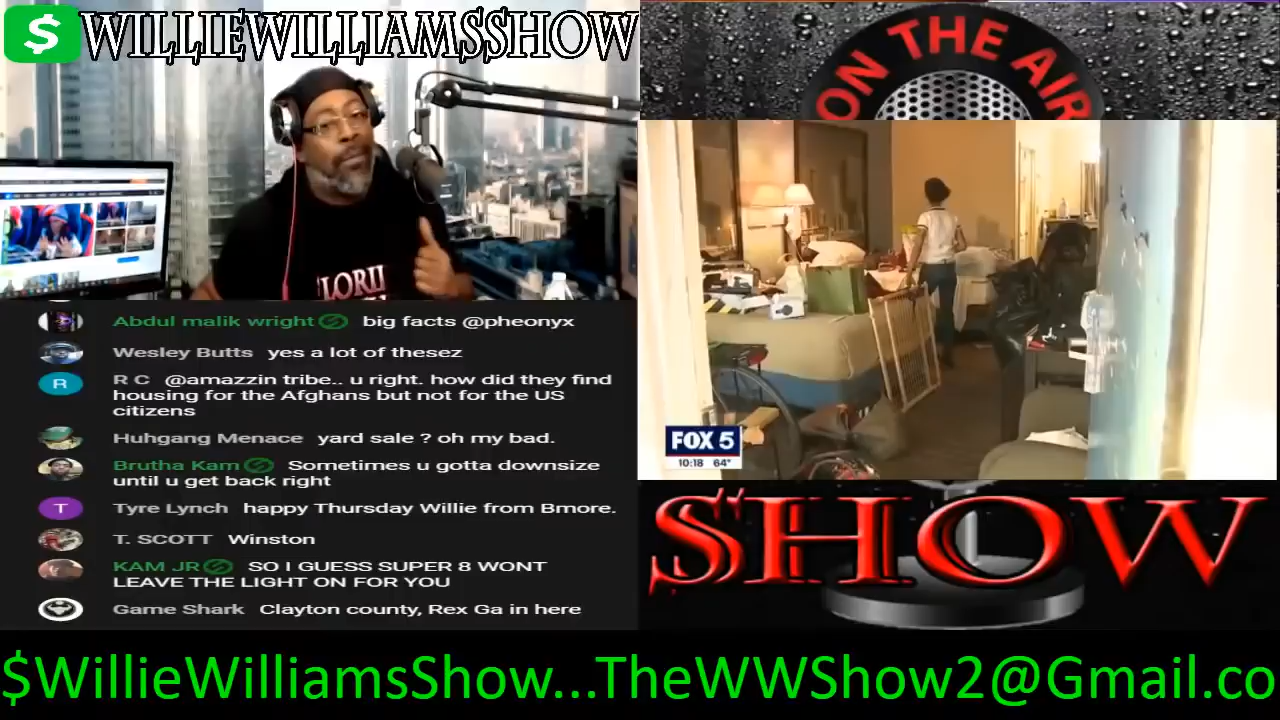 $ WILLIEWILLIAMSSHOW
ON THE AIR
Abdul malik wright big facts @pheonyx
Wesley Butts yes a lot of thesez
R
R C @amazzin tribe.. u right. how did they find
housing for the Afghans but not for the US
citizens
Huhgang Menace yard sale ? oh my bad.
Brutha Kam Sometimes u gotta downsize
until u get back right
T
Tyre Lynch happy Thursday Willie from Bmore.
T. SCOTT Winston
KAM JR SO I GUESS SUPER 8 WONT
LEAVE THE LIGHT ON FOR YOU
Game Shark Clayton county, Rex Ga in here
FOX 5
10:18 64°
SHOW
$WillieWilliamsShow...TheWWShow2@Gmail.co